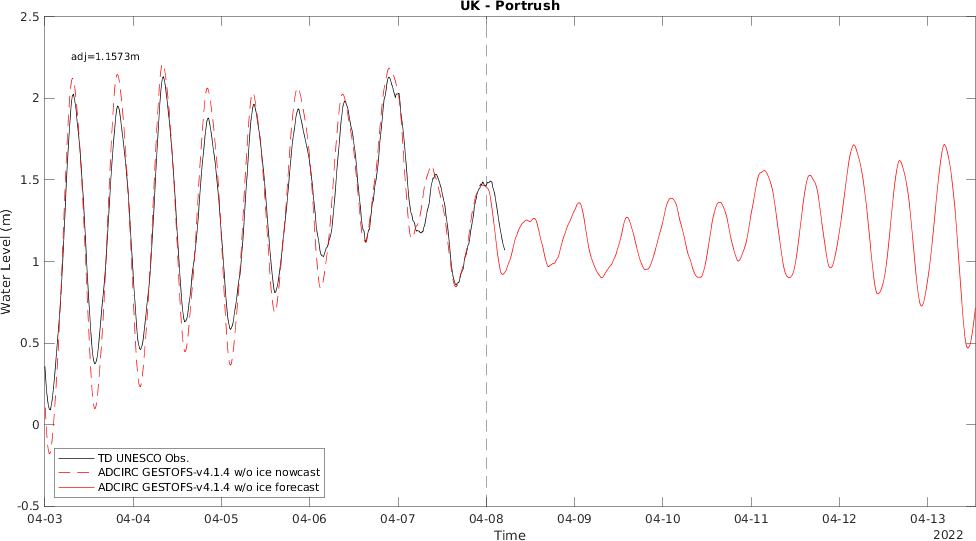 UK - Portrush
adj=1.1573m
Water Level (m)
2.5
2
1.5
1
0.5
0
-0.5
TD UNESCO Obs.
ADCIRC GESTOFS-v4.1.4 w/o ice nowcast
ADCIRC GESTOFS-v4.1.4 w/o ice forecast
04-03 04-04 04-05 04-06 04-07 04-08 04-09 04-10 04-11 04-12 04-13
Time
2022